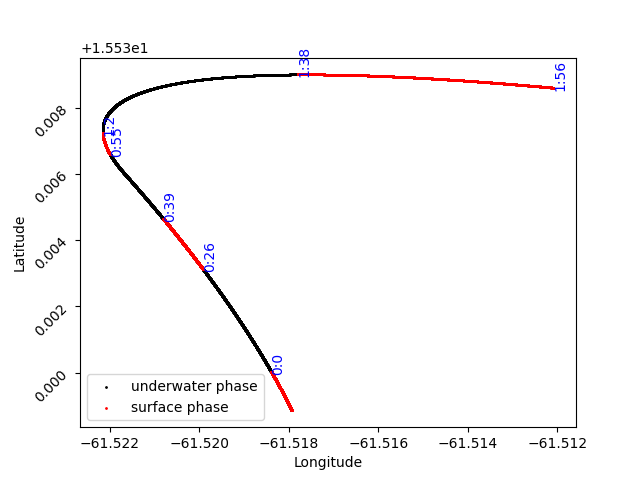 +1.553e1
1:38
1:56
0.008
1:2
0:55
0.006
0:39
0.004
0:26
0.002
0:0
0.000
Latitude
underwater phase
surface phase
−61.522 −61.520 −61.518 −61.516 −61.514 −61.512
Longitude